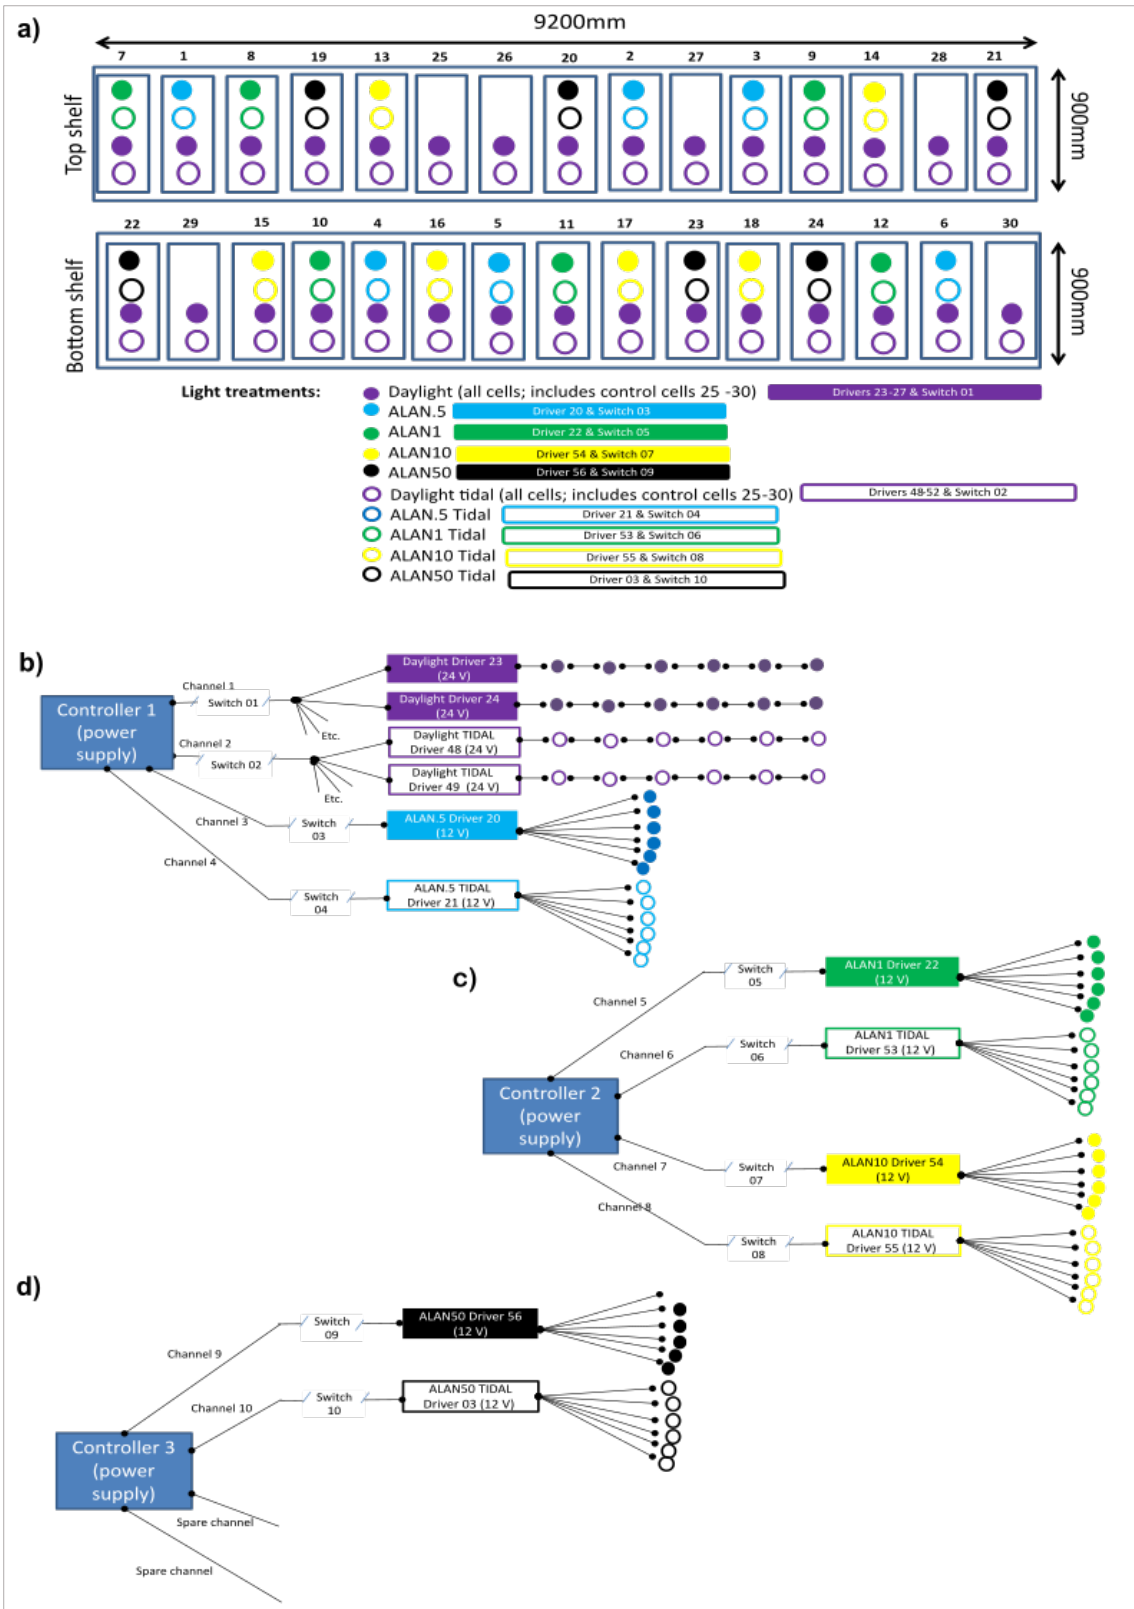 a)
9200mm
7 1 8 19 13 25 26 20 2 27 3 9 14 28 21
Top shelf
900mm
22 29 15 10 4 16 5 11 17 23 18 24 12 6 30
Bottom shelf
900mm
Light treatments:
Daylight (all cells; includes control cells 25 -30)
Drivers 23-27 & Switch 01
ALAN.5
Driver 20 & Switch 03
ALAN1
Driver 22 & Switch 05
ALAN10
Driver 54 & Switch 07
ALAN50
Driver 56 & Switch 09
Daylight tidal (all cells; includes control cells 25-30)
Drivers 48-52 & Switch 02
ALAN.5 Tidal
Driver 21 & Switch 04
ALAN1 Tidal
Driver 53 & Switch 06
ALAN10 Tidal
Driver 55 & Switch 08
ALAN50 Tidal
Driver 03 & Switch 10
b)
Controller 1
(power
supply)
Channel 1
Switch 01
Etc.
Daylight Driver 23
(24 V)
Daylight Driver 24
(24 V)
Channel 2
Switch 02
Etc.
Daylight TIDAL
Driver 48 (24 V)
Daylight TIDAL
Driver 49 (24 V)
Channel 3
Switch
03
ALAN.5 Driver 20
(12 V)
Channel 4
Switch
04
ALAN.5 TIDAL
Driver 21 (12 V)
c)
Controller 2
(power
supply)
Channel 5
Switch
05
ALAN1 Driver 22
(12 V)
Channel 6
Switch
06
ALAN1 TIDAL
Driver 53 (12 V)
Channel 7
Switch
07
ALAN10 Driver 54
(12 V)
Channel 8
Switch
08
ALAN10 TIDAL
Driver 55 (12 V)
d)
Controller 3
(power
supply)
Channel 9
Switch
09
ALAN50 Driver 56
(12 V)
Channel 10
Switch
10
ALAN50 TIDAL
Driver 03 (12 V)
Spare channel
Spare channel